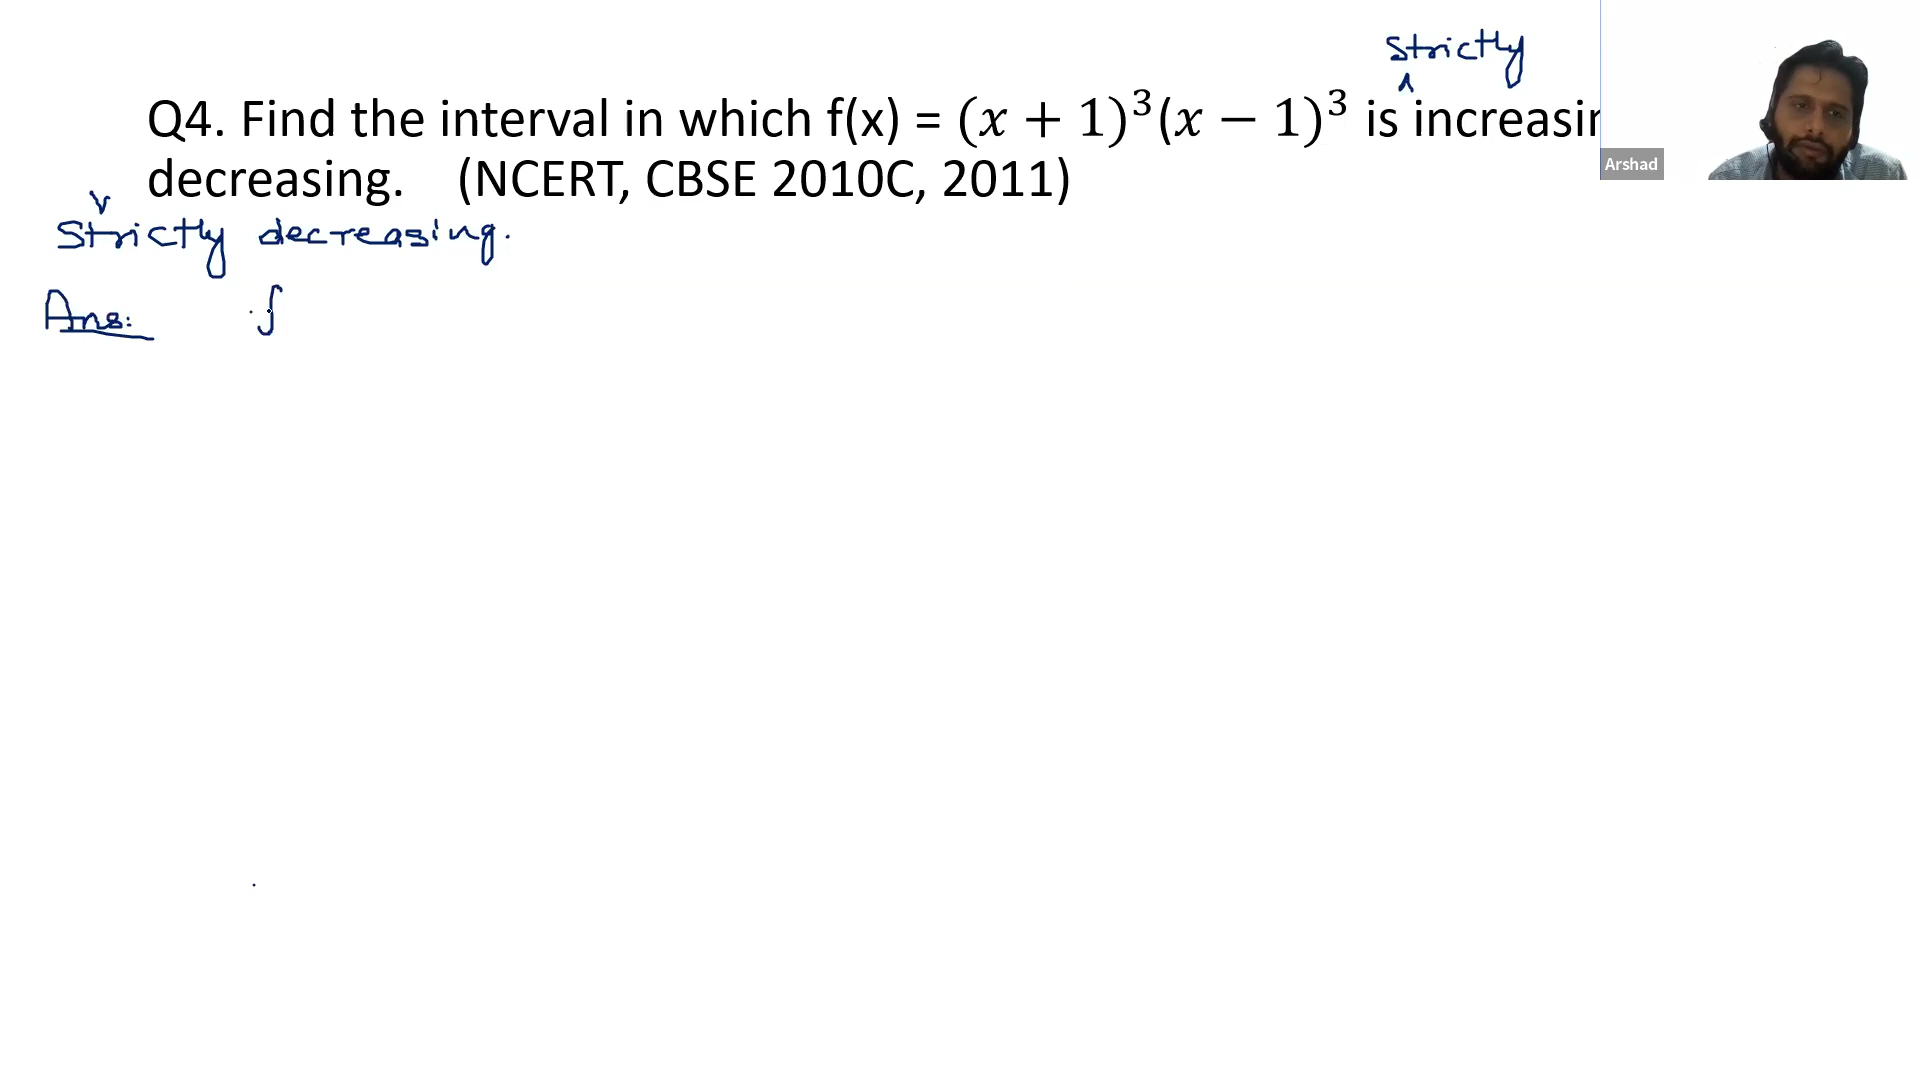 strictly
Q4. Find the interval in which f(x) = (x + 1)³(x − 1)³ is increasin
Arshad
decreasing. (NCERT, CBSE 2010C, 2011)
Strictly decreasing.
Ans: